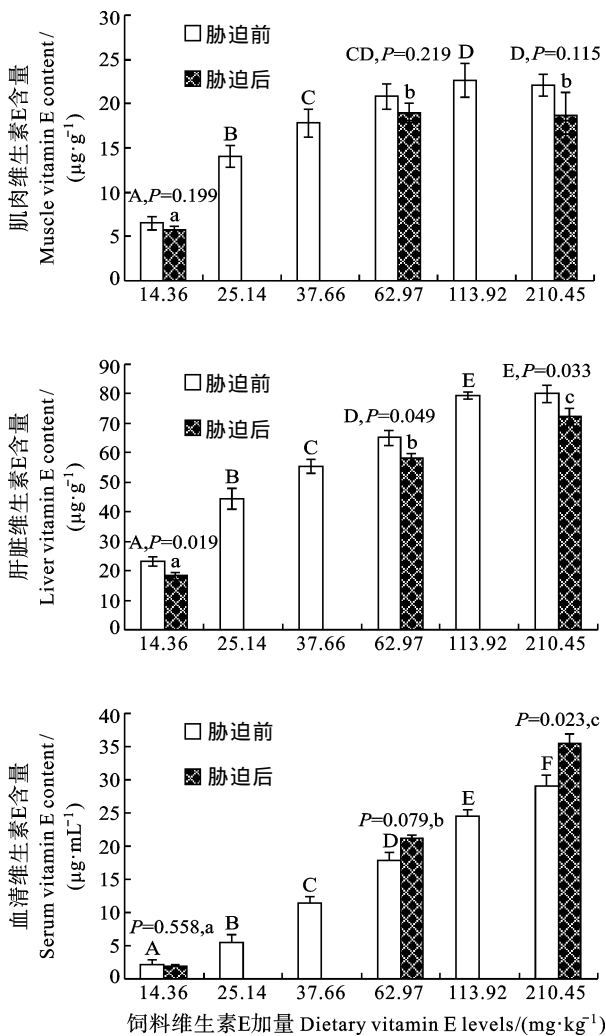 肌肉维生素E含量
Muscle vitamin E content/
(μg·g⁻¹)
30
25
20
15
10
5
0
胁迫前
胁迫后
A,P=0.199
a
B
C
CD,P=0.219
b
D
D,P=0.115
b
14.36 25.14 37.66 62.97 113.92 210.45
肝脏维生素E含量
Liver vitamin E content/
(μg·g⁻¹)
90
80
70
60
50
40
30
20
10
0
胁迫前
胁迫后
A,P=0.019
a
B
C
D,P=0.049
b
E
E,P=0.033
c
14.36 25.14 37.66 62.97 113.92 210.45
血清维生素E含量
Serum vitamin E content/
(μg·mL⁻¹)
40
35
30
25
20
15
10
5
0
胁迫前
胁迫后
P=0.558,a
A
B
C
P=0.079,b
D
E
P=0.023,c
F
14.36 25.14 37.66 62.97 113.92 210.45
饲料维生素E加量 Dietary vitamin E levels/(mg·kg⁻¹)